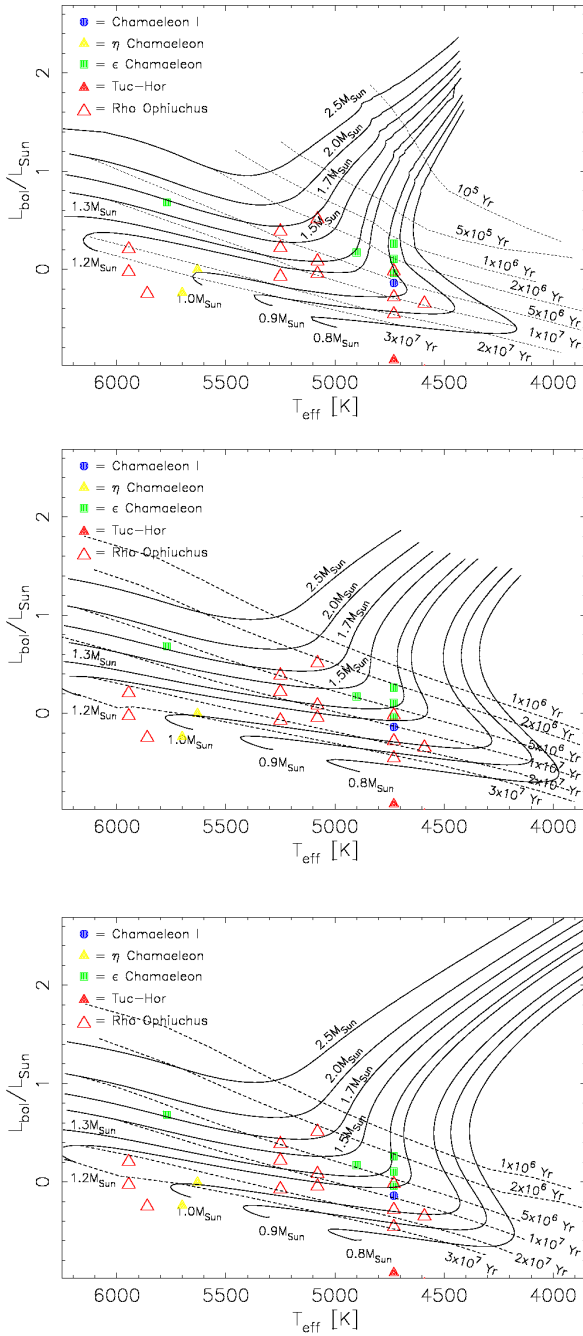 = Chamaeleon I
= η Chamaeleon
= ε Chamaeleon
= Tuc-Hor
= Rho Ophiuchus
2.5M_Sun
2.0M_Sun
1.7M_Sun
1.5M_Sun
1.3M_Sun
1.2M_Sun
1.0M_Sun
0.9M_Sun
0.8M_Sun
10^5 Yr
5x10^5 Yr
1x10^6 Yr
2x10^6 Yr
5x10^6 Yr
1x10^7 Yr
2x10^7 Yr
3x10^7 Yr
L_bol/L_Sun
2
1
0
6000 5500 5000 4500 4000
T_eff [K]
= Chamaeleon I
= η Chamaeleon
= ε Chamaeleon
= Tuc-Hor
= Rho Ophiuchus
2.5M_Sun
2.0M_Sun
1.7M_Sun
1.5M_Sun
1.3M_Sun
1.2M_Sun
1.0M_Sun
0.9M_Sun
0.8M_Sun
1x10^6 Yr
2x10^6 Yr
5x10^6 Yr
1x10^7 Yr
2x10^7 Yr
3x10^7 Yr
L_bol/L_Sun
2
1
0
6000 5500 5000 4500 4000
T_eff [K]
= Chamaeleon I
= η Chamaeleon
= ε Chamaeleon
= Tuc-Hor
= Rho Ophiuchus
2.5M_Sun
2.0M_Sun
1.7M_Sun
1.5M_Sun
1.3M_Sun
1.2M_Sun
1.0M_Sun
0.9M_Sun
0.8M_Sun
1x10^6 Yr
2x10^6 Yr
5x10^6 Yr
1x10^7 Yr
2x10^7 Yr
3x10^7 Yr
L_bol/L_Sun
2
1
0
6000 5500 5000 4500 4000
T_eff [K]